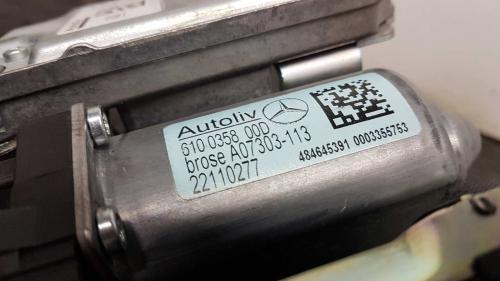 Autoliv
610 0358 00D
brose A07303-113
22110277
484645391 0003355753